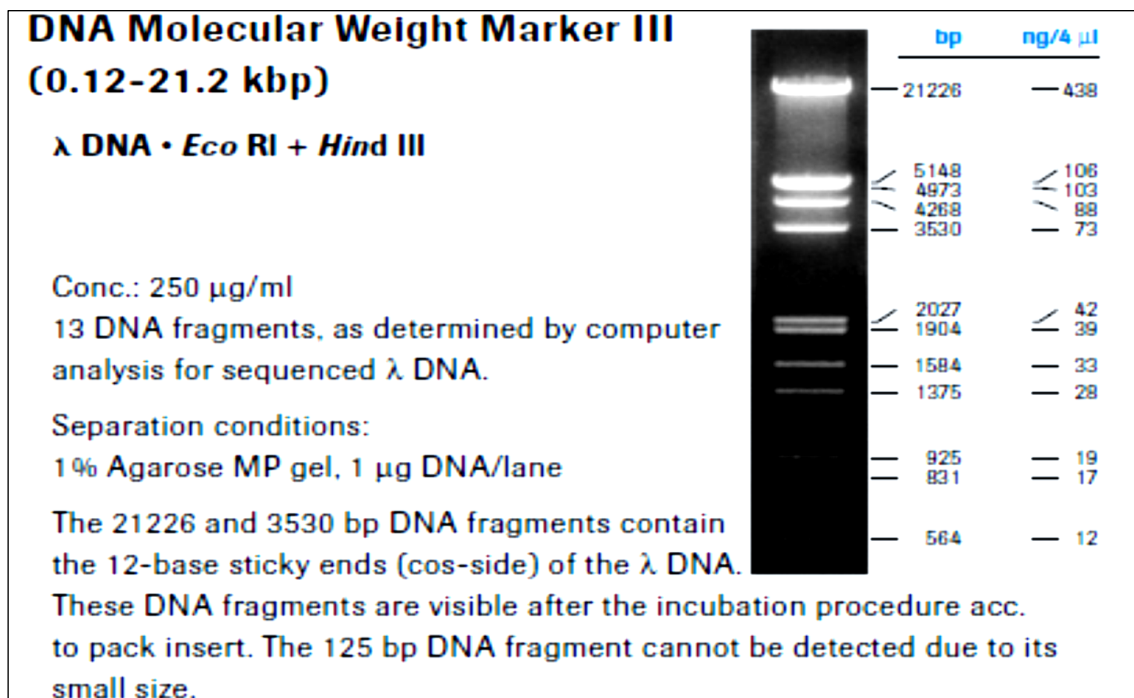 DNA Molecular Weight Marker III
(0.12-21.2 kbp)
λ DNA • Eco RI + Hind III
Conc.: 250 µg/ml
13 DNA fragments, as determined by computer
analysis for sequenced λ DNA.
Separation conditions:
1% Agarose MP gel, 1 µg DNA/lane
The 21226 and 3530 bp DNA fragments contain
the 12-base sticky ends (cos-side) of the λ DNA.
These DNA fragments are visible after the incubation procedure acc.
to pack insert. The 125 bp DNA fragment cannot be detected due to its
small size.
bp ng/4 µl
21226 438
5148 106
4973 103
4268 88
3530 73
2027 42
1904 39
1584 33
1375 28
925 19
831 17
564 12